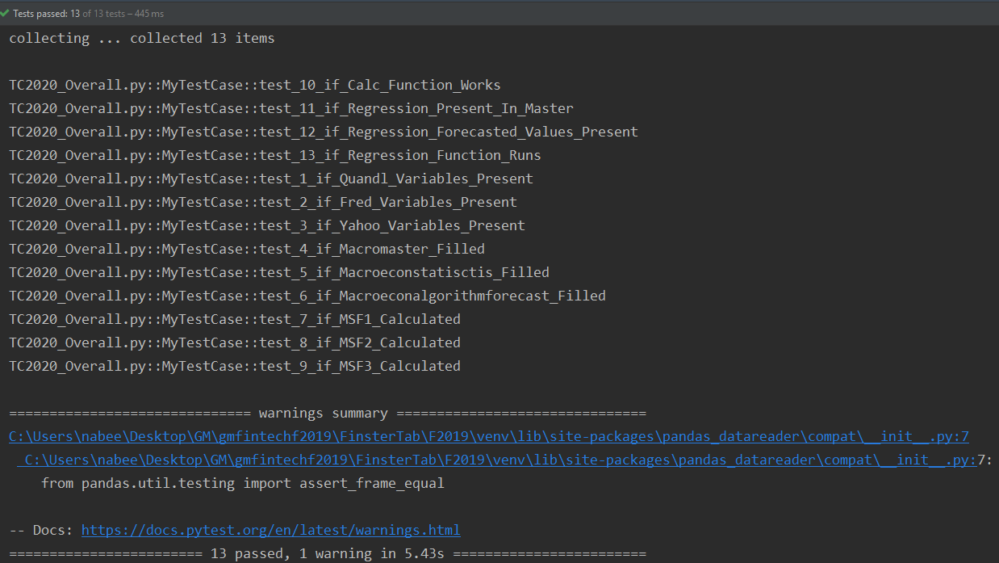 Tests passed: 13 of 13 tests – 445 ms
collecting ... collected 13 items
TC2020_Overall.py::MyTestCase::test_10_if_Calc_Function_Works
TC2020_Overall.py::MyTestCase::test_11_if_Regression_Present_In_Master
TC2020_Overall.py::MyTestCase::test_12_if_Regression_Forecasted_Values_Present
TC2020_Overall.py::MyTestCase::test_13_if_Regression_Function_Runs
TC2020_Overall.py::MyTestCase::test_1_if_Quandl_Variables_Present
TC2020_Overall.py::MyTestCase::test_2_if_Fred_Variables_Present
TC2020_Overall.py::MyTestCase::test_3_if_Yahoo_Variables_Present
TC2020_Overall.py::MyTestCase::test_4_if_Macromaster_Filled
TC2020_Overall.py::MyTestCase::test_5_if_Macroeconstatisctis_Filled
TC2020_Overall.py::MyTestCase::test_6_if_Macroeconalgorithmforecast_Filled
TC2020_Overall.py::MyTestCase::test_7_if_MSF1_Calculated
TC2020_Overall.py::MyTestCase::test_8_if_MSF2_Calculated
TC2020_Overall.py::MyTestCase::test_9_if_MSF3_Calculated
============================== warnings summary ===============================
C:\Users\nabee\Desktop\GM\gmfintechf2019\FinsterTab\F2019\venv\lib\site-packages\pandas_datareader\compat\__init__.py:7
C:\Users\nabee\Desktop\GM\gmfintechf2019\FinsterTab\F2019\venv\lib\site-packages\pandas_datareader\compat\__init__.py:7:
from pandas.util.testing import assert_frame_equal
-- Docs: https://docs.pytest.org/en/latest/warnings.html
======================== 13 passed, 1 warning in 5.43s ========================